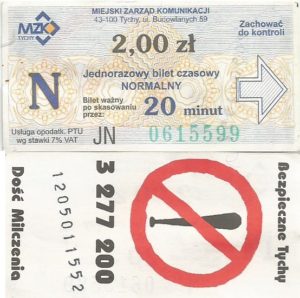 MZK
TYCHY
MIEJSKI ZARZĄD KOMUNIKACJI
43-100 Tychy, ul. Budowlanych 59
Zachować
do kontroli
2,00 zł
N
Jednorazowy bilet czasowy
NORMALNY
Bilet ważny
po skasowaniu
przez:
20 minut
Usługa opodatk. PTU
wg stawki 7% VAT
JN 0615599
Dość Milczenia
1205011552
3 277 200
Bezpieczne Tychy